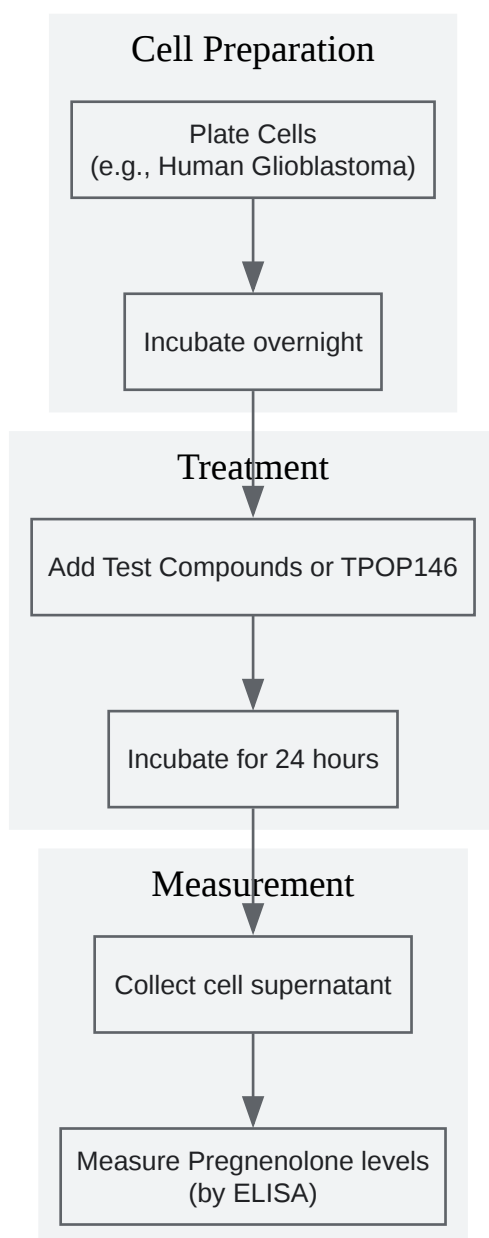 Cell Preparation
Plate Cells
(e.g., Human Glioblastoma)
Incubate overnight
Treatment
Add Test Compounds or TPOP146
Incubate for 24 hours
Measurement
Collect cell supernatant
Measure Pregnenolone levels
(by ELISA)